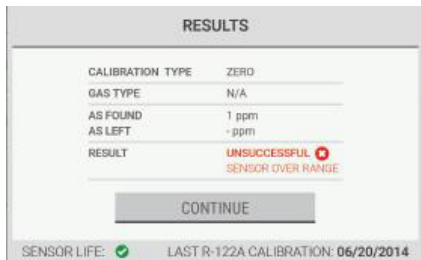 RESULTS
CALIBRATION TYPE ZERO
GAS TYPE N/A
AS FOUND 1 ppm
AS LEFT - ppm
RESULT UNSUCCESSFUL
SENSOR OVER RANGE
CONTINUE
SENSOR LIFE: LAST R-122A CALIBRATION: 06/20/2014